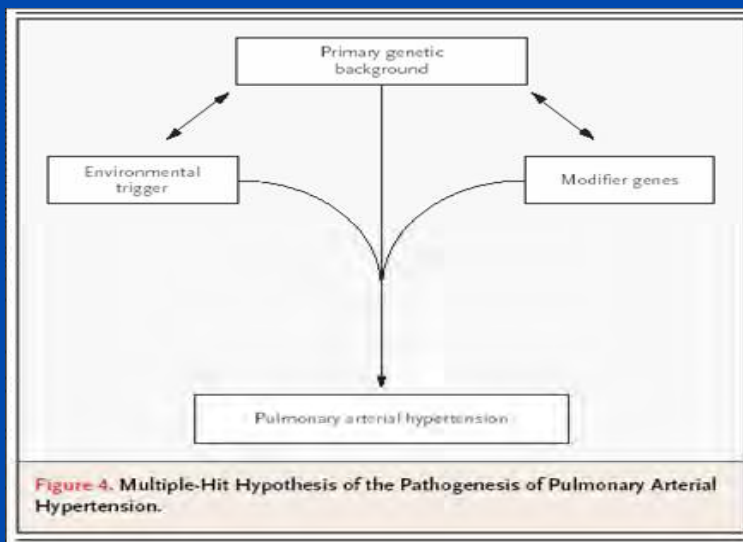 Primary genetic
background
Environmental
trigger
Modifier genes
Pulmonary arterial hypertension
Figure 4. Multiple-Hit Hypothesis of the Pathogenesis of Pulmonary Arterial
Hypertension.